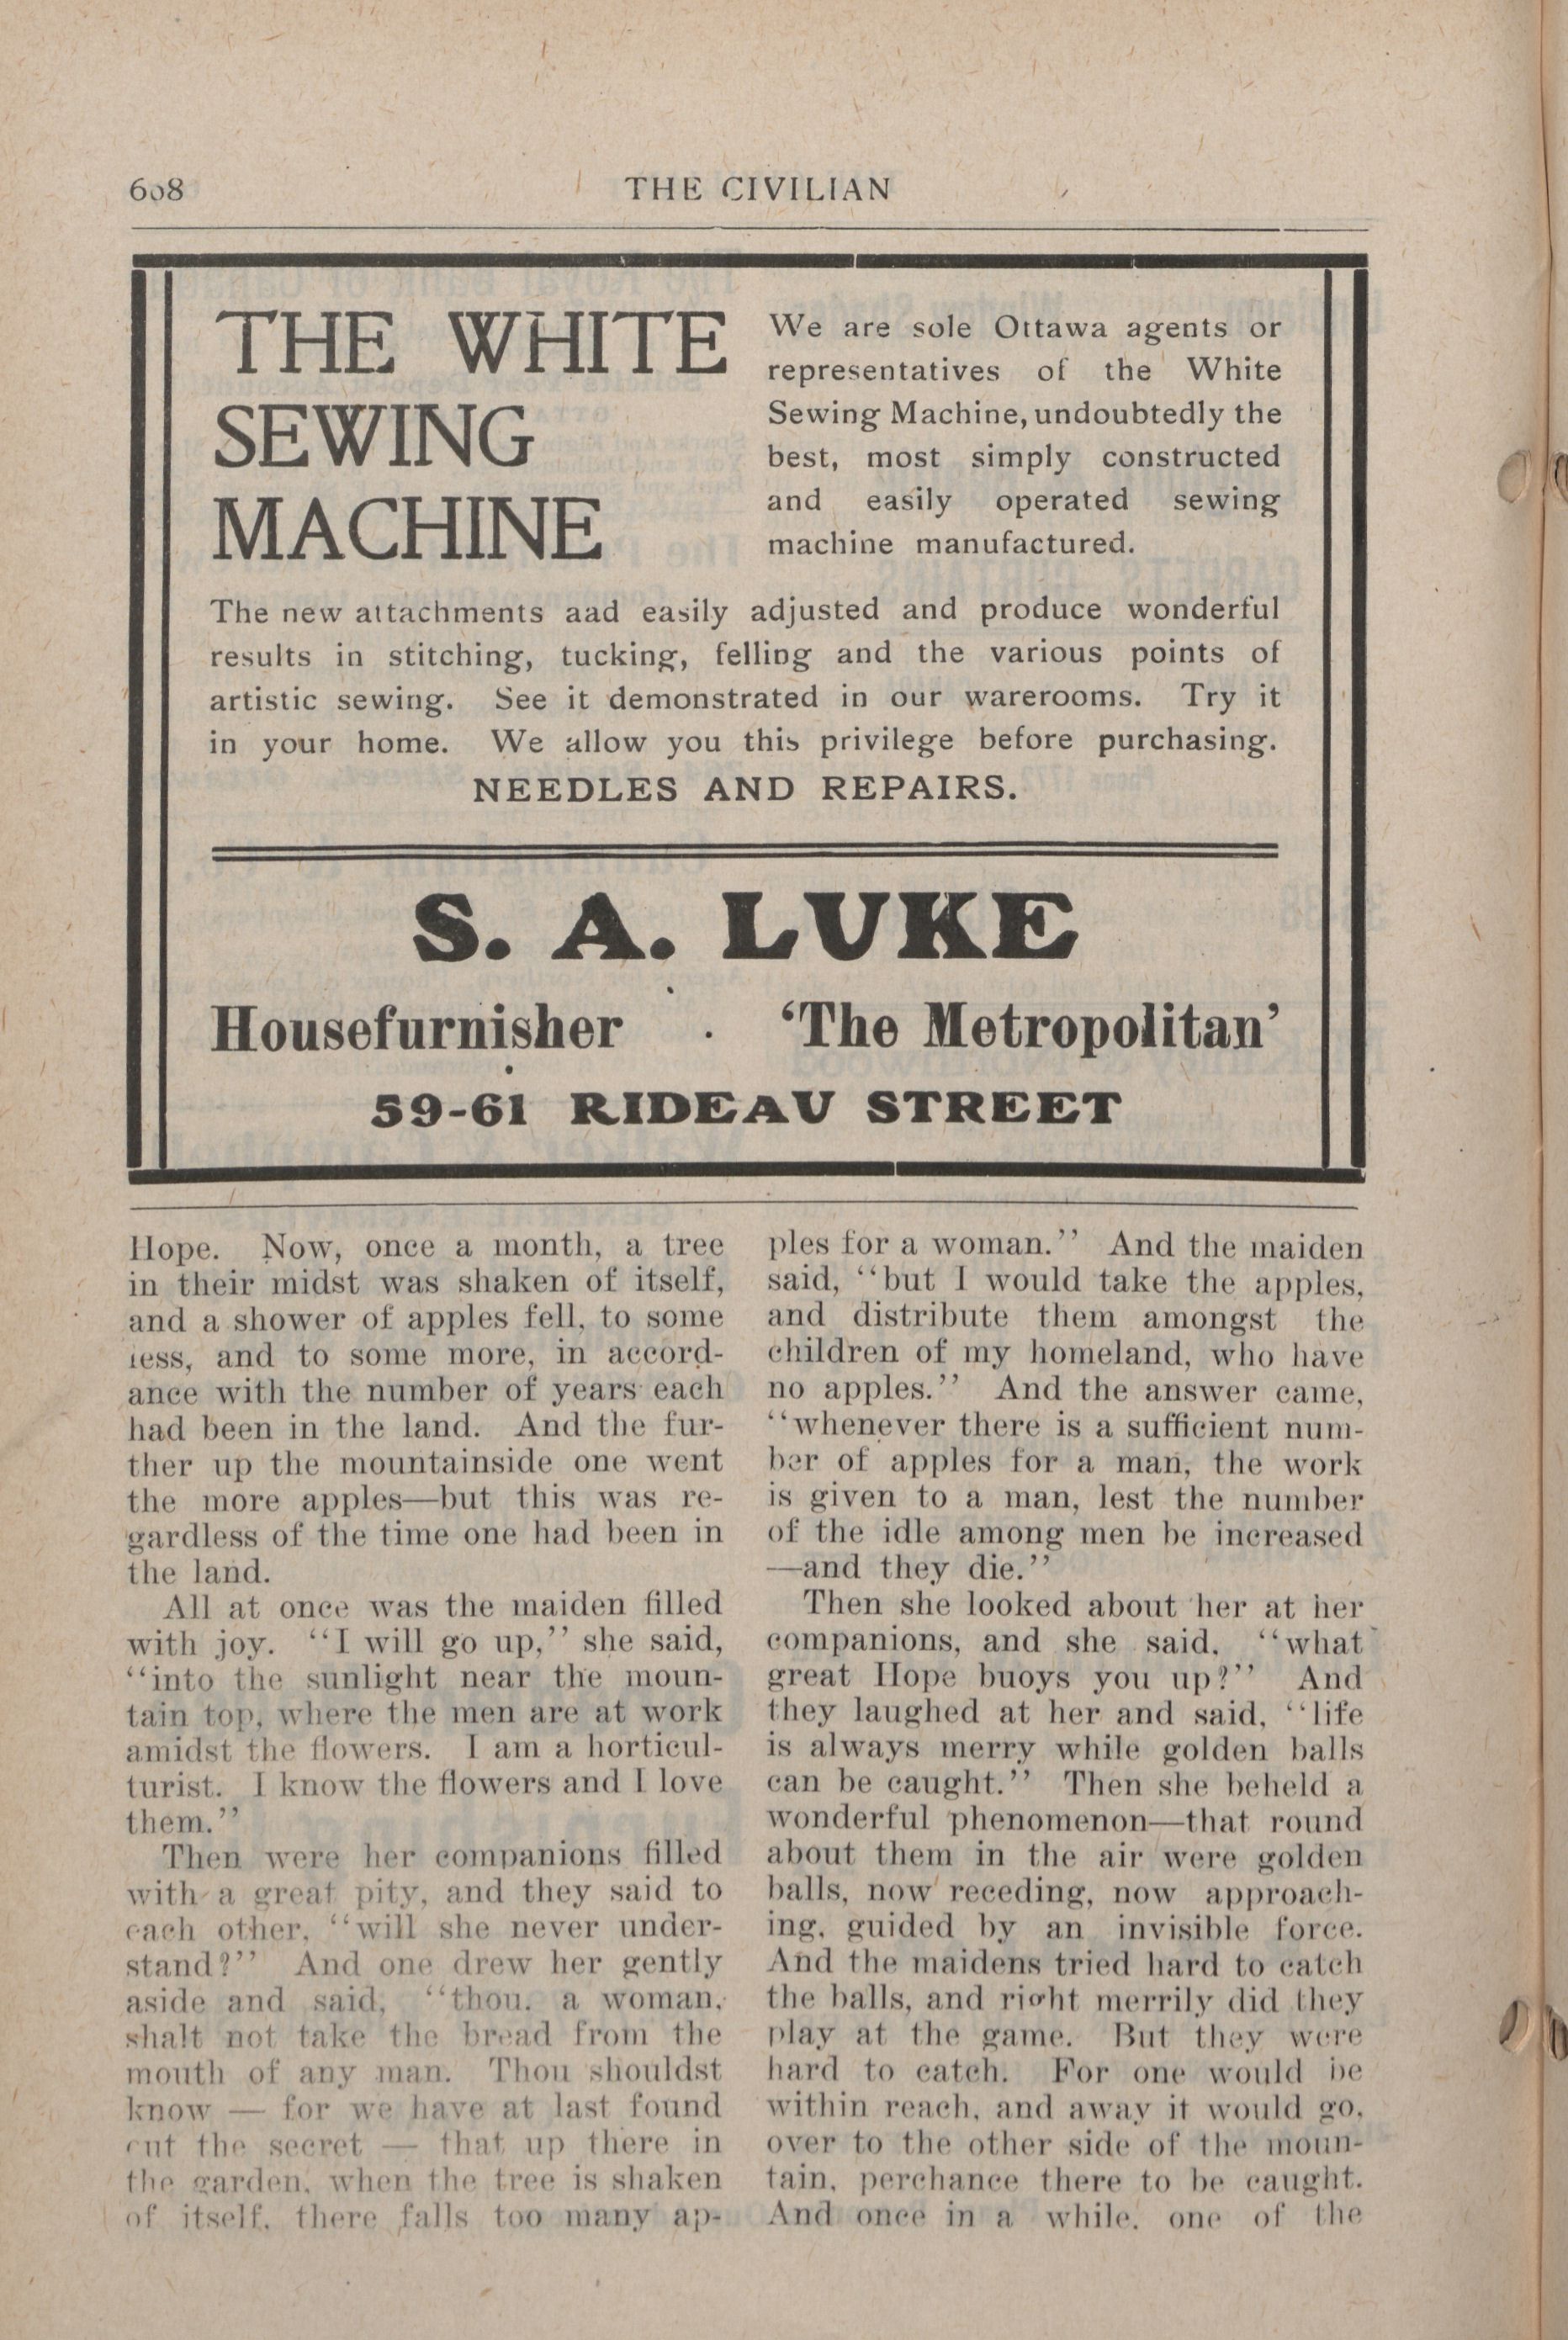 608
THE CIVILIAN
THE WHITE
SEWING
MACHINE
We are sole Ottawa agents or
representatives of the White
Sewing Machine, undoubtedly the
best, most simply constructed
and easily operated sewing
machine manufactured.
The new attachments aad easily adjusted and produce wonderful
results in stitching, tucking, felling and the various points of
artistic sewing. See it demonstrated in our warerooms. Try it
in your home. We allow you this privilege before purchasing.
NEEDLES AND REPAIRS.
S. A. LUKE
Housefurnisher . ‘The Metropolitan’
59-61 RIDEAU STREET
Hope. Now, once a month, a tree
in their midst was shaken of itself,
and a shower of apples fell, to some
less, and to some more, in accord-
ance with the number of years each
had been in the land. And the fur-
ther up the mountainside one went
the more apples—but this was re-
gardless of the time one had been in
the land.
All at once was the maiden filled
with joy. “I will go up,” she said,
“into the sunlight near the moun-
tain top, where the men are at work
amidst the flowers. I am a horticul-
turist. I know the flowers and I love
them.”
Then were her companions filled
with a great pity, and they said to
each other, “will she never under-
stand?” And one drew her gently
aside and said, “thou, a woman,
shalt not take the bread from the
mouth of any man. Thou shouldst
know — for we have at last found
out the secret — that up there in
the garden, when the tree is shaken
of itself, there falls too many ap-
ples for a woman.” And the maiden
said, “but I would take the apples,
and distribute them amongst the
children of my homeland, who have
no apples.” And the answer came,
“whenever there is a sufficient num-
ber of apples for a man, the work
is given to a man, lest the number
of the idle among men be increased
—and they die.”
Then she looked about her at her
companions, and she said, “what
great Hope buoys you up?” And
they laughed at her and said, “life
is always merry while golden balls
can be caught.” Then she beheld a
wonderful phenomenon—that round
about them in the air were golden
balls, now receding, now approach-
ing, guided by an invisible force.
And the maidens tried hard to catch
the balls, and right merrily did they
play at the game. But they were
hard to catch. For one would be
within reach, and away it would go,
over to the other side of the moun-
tain, perchance there to be caught.
And once in a while, one of the